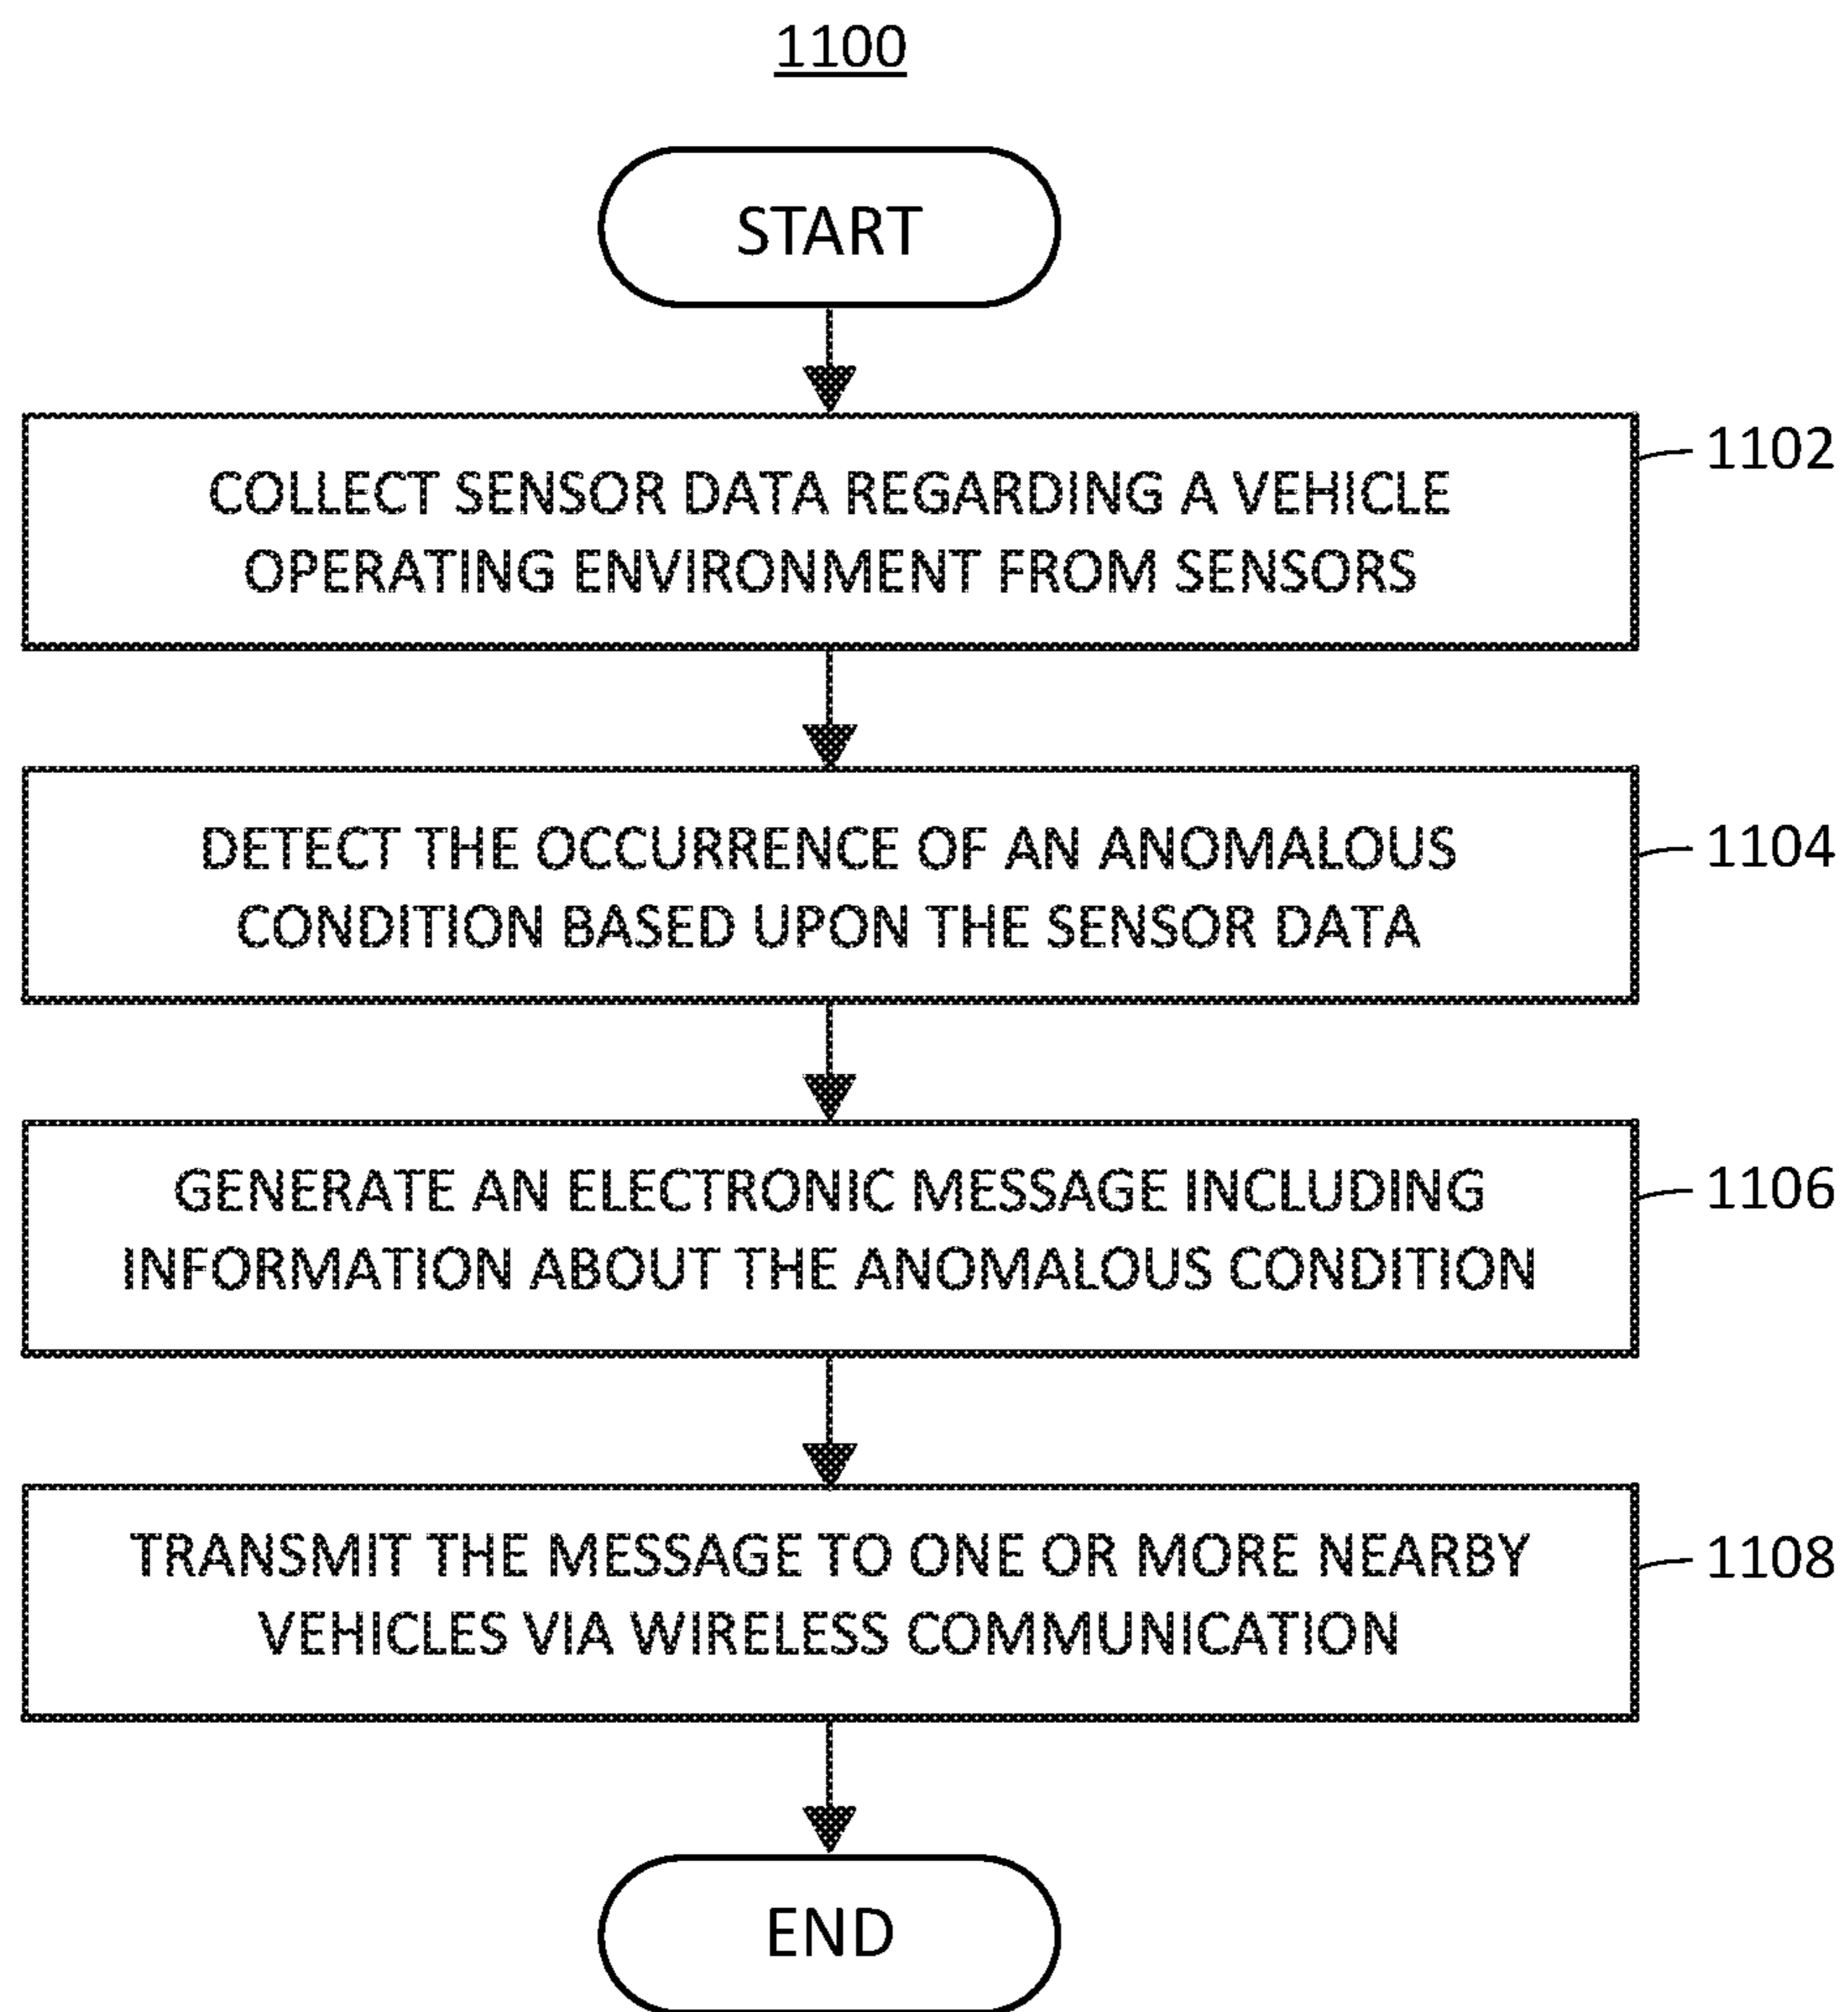 1100
START
COLLECT SENSOR DATA REGARDING A VEHICLE
OPERATING ENVIRONMENT FROM SENSORS
1102
DETECT THE OCCURRENCE OF AN ANOMALOUS
CONDITION BASED UPON THE SENSOR DATA
1104
GENERATE AN ELECTRONIC MESSAGE INCLUDING
INFORMATION ABOUT THE ANOMALOUS CONDITION
1106
TRANSMIT THE MESSAGE TO ONE OR MORE NEARBY
VEHICLES VIA WIRELESS COMMUNICATION
1108
END